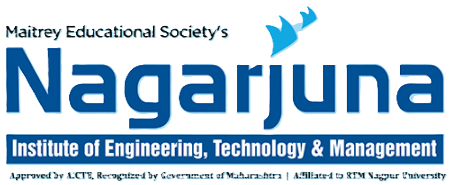 Maitrey Educational Society's
Nagarjuna
Institute of Engineering, Technology & Management
Approved by AICTE, Recognized by Government of Maharashtra | Affiliated to RTM Nagpur University